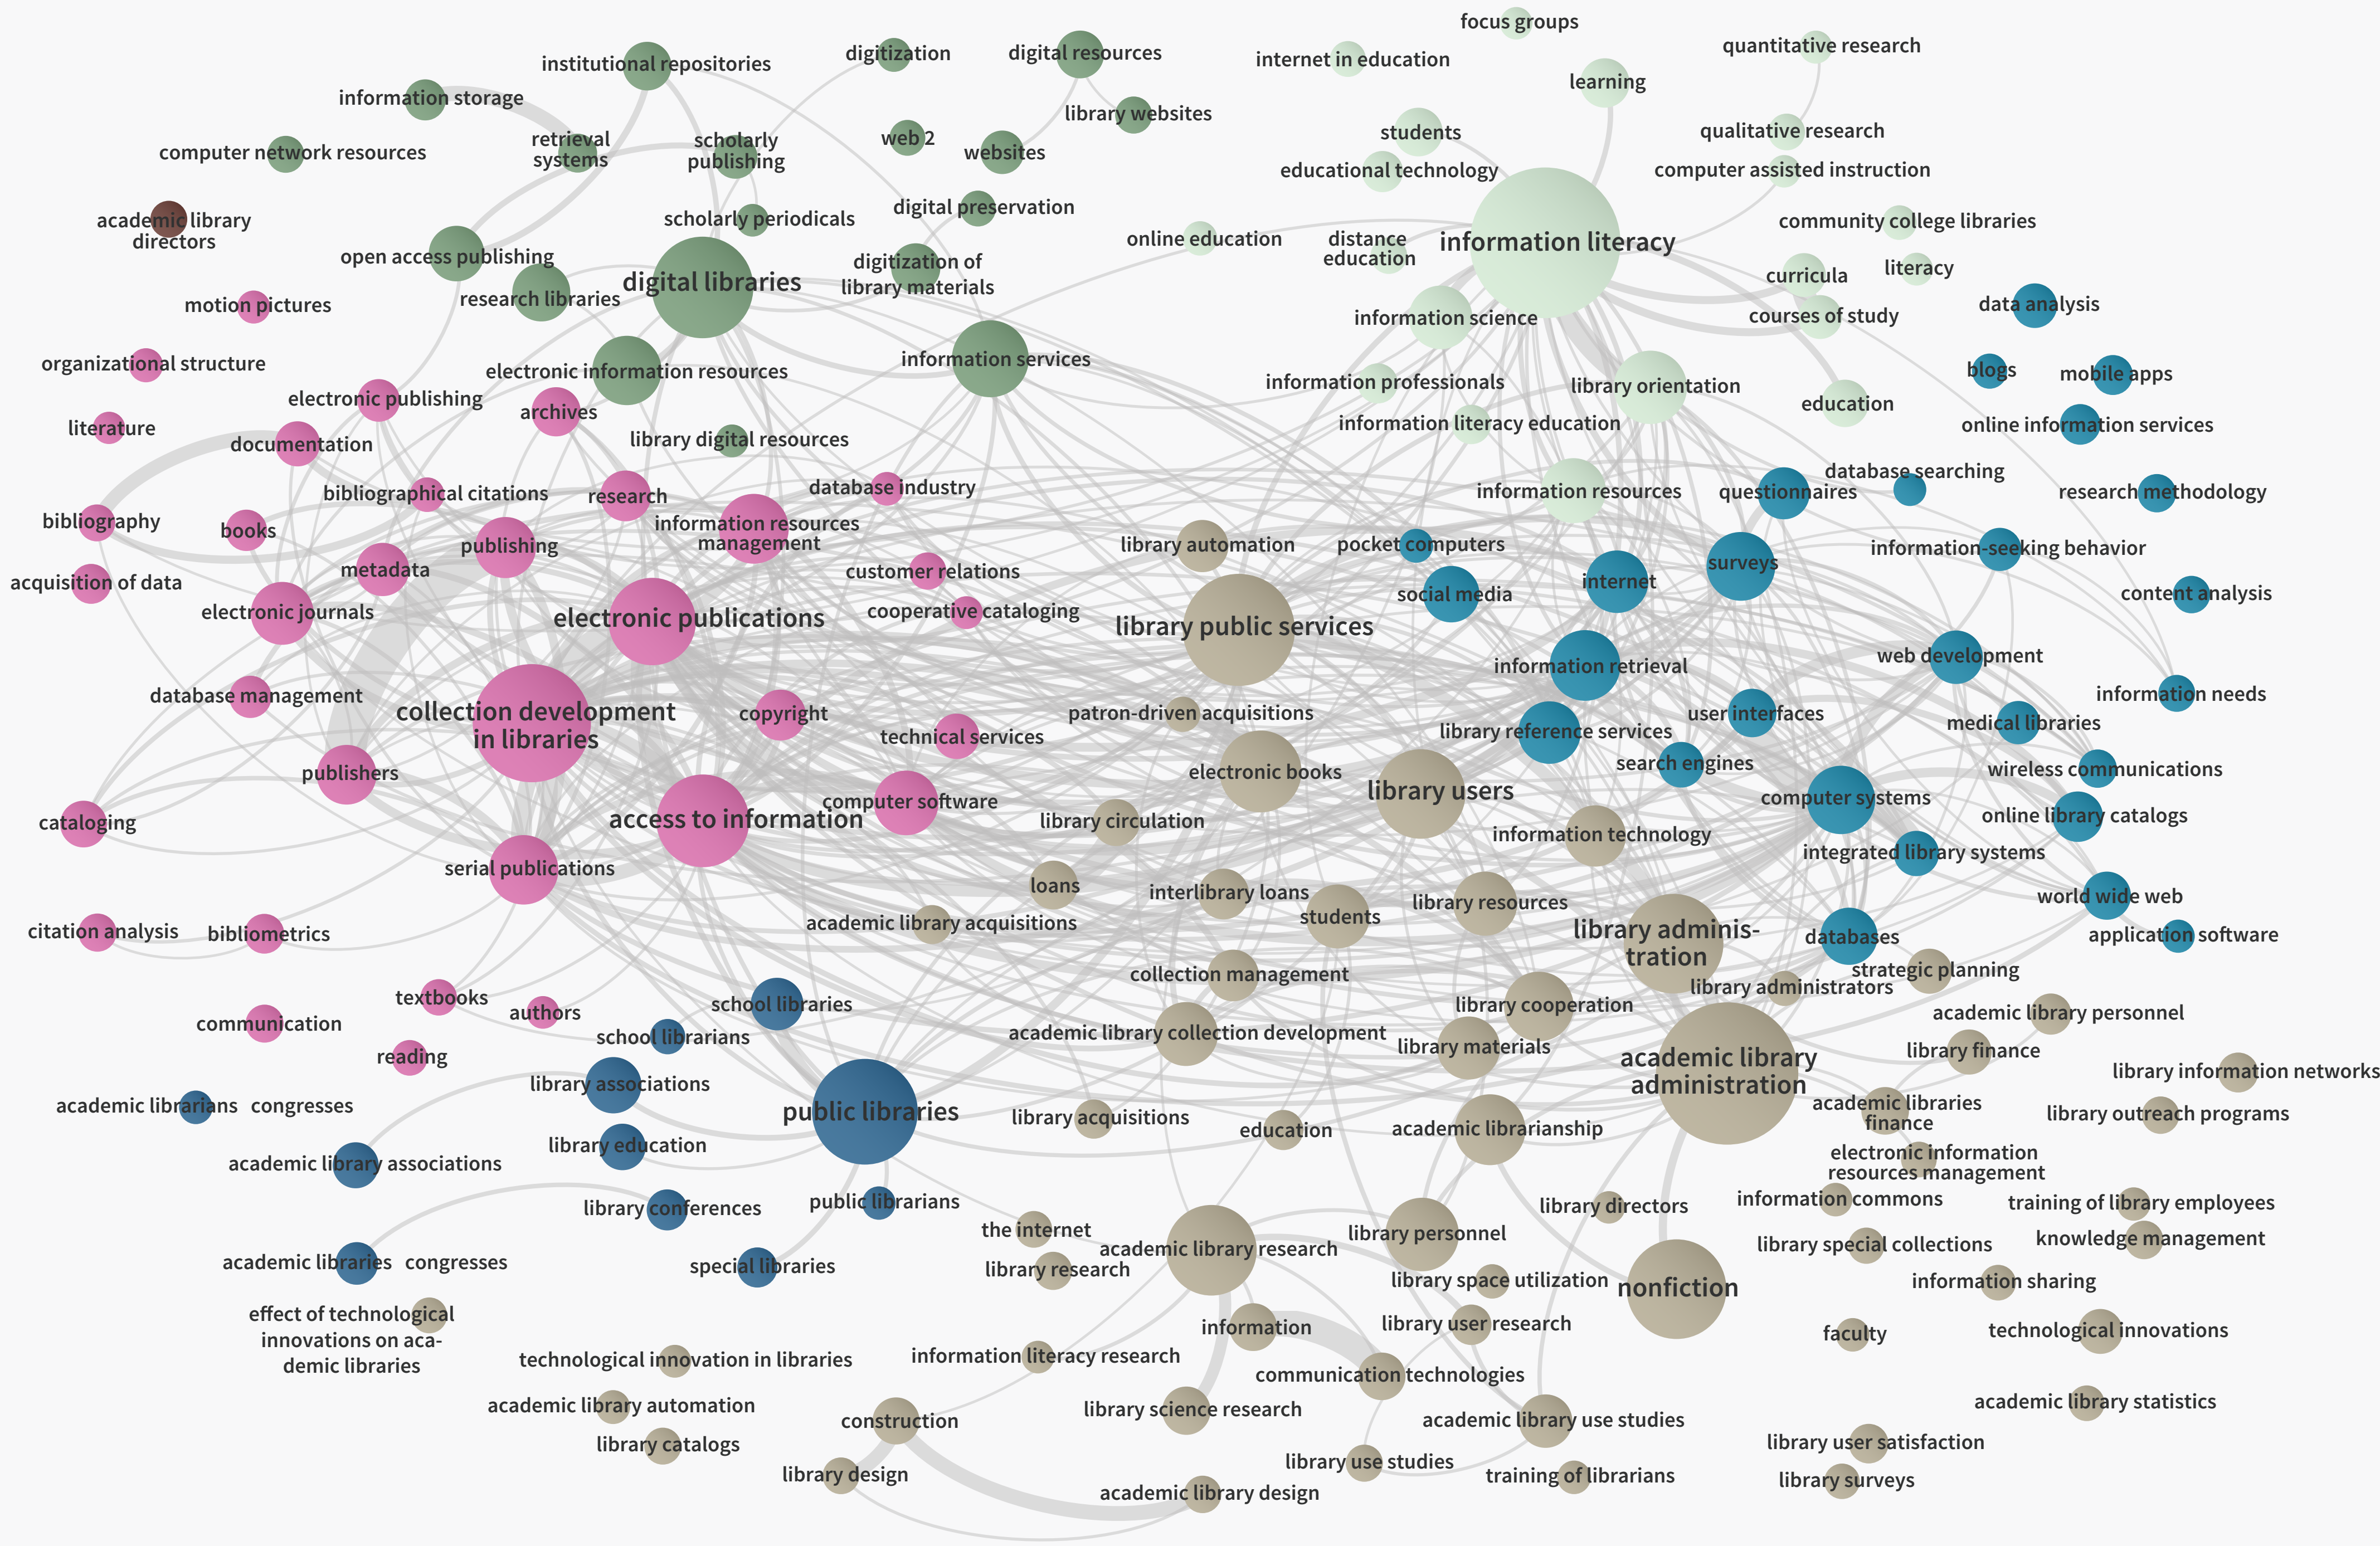 focus groups
institutional repositories
digitization
digital resources
internet in education
quantitative research
learning
information storage
library websites
retrieval
systems
scholarly
publishing
web 2
websites
students
qualitative research
computer network resources
educational technology
computer assisted instruction
academic library
directors
scholarly periodicals
digital preservation
online education
distance
education
information literacy
community college libraries
open access publishing
digitization of
library materials
literacy
curricula
motion pictures
research libraries
digital libraries
information science
courses of study
data analysis
organizational structure
electronic information resources
information services
information professionals
library orientation
blogs
mobile apps
electronic publishing
archives
education
literature
documentation
library digital resources
information literacy education
online information services
bibliographical citations
research
database industry
information resources
questionnaires
database searching
research methodology
bibliography
books
publishing
information resources
management
library automation
pocket computers
information-seeking behavior
acquisition of data
metadata
customer relations
social media
internet
surveys
content analysis
electronic journals
electronic publications
cooperative cataloging
library public services
information retrieval
web development
database management
collection development
in libraries
copyright
patron-driven acquisitions
user interfaces
information needs
technical services
library reference services
medical libraries
publishers
electronic books
library users
search engines
wireless communications
cataloging
access to information
computer software
library circulation
information technology
computer systems
online library catalogs
serial publications
loans
interlibrary loans
library resources
integrated library systems
world wide web
citation analysis
bibliometrics
academic library acquisitions
students
library adminis-
tration
databases
application software
textbooks
authors
school libraries
collection management
library administrators
strategic planning
communication
school librarians
academic library collection development
library cooperation
academic library personnel
reading
library materials
academic library
administration
library finance
library information networks
academic librarians   congresses
library associations
public libraries
library acquisitions
education
academic librarianship
academic libraries
finance
library outreach programs
academic library associations
library education
electronic information
resources management
library conferences
public librarians
the internet
library personnel
library directors
information commons
training of library employees
academic libraries   congresses
special libraries
academic library research
library research
library special collections
knowledge management
effect of technological
innovations on aca-
demic libraries
information
library space utilization
nonfiction
information sharing
library user research
faculty
technological innovations
technological innovation in libraries
information literacy research
communication technologies
academic library automation
construction
library science research
academic library use studies
academic library statistics
library catalogs
library design
library use studies
training of librarians
library user satisfaction
academic library design
library surveys